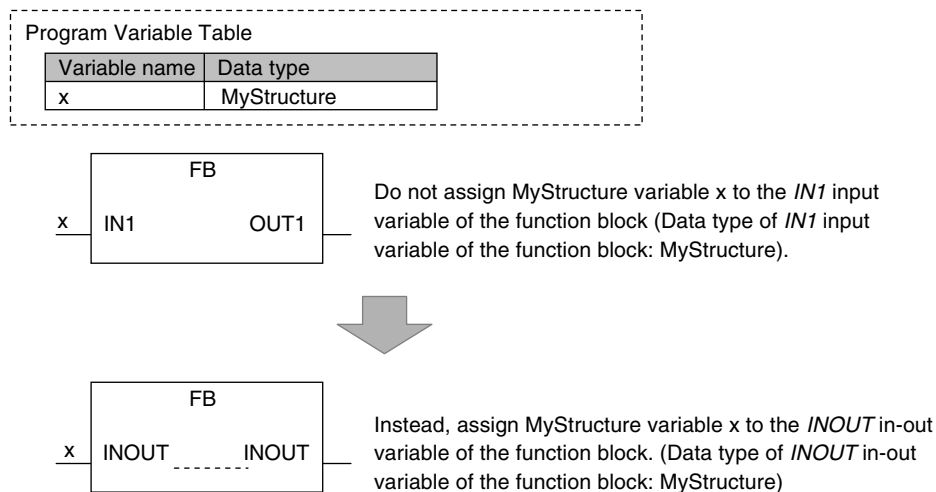 Program Variable Table
Variable name Data type
x MyStructure
FB
x IN1 OUT1
Do not assign MyStructure variable x to the IN1 input
variable of the function block (Data type of IN1 input
variable of the function block: MyStructure).
FB
x INOUT INOUT
Instead, assign MyStructure variable x to the INOUT in-out
variable of the function block. (Data type of INOUT in-out
variable of the function block: MyStructure)